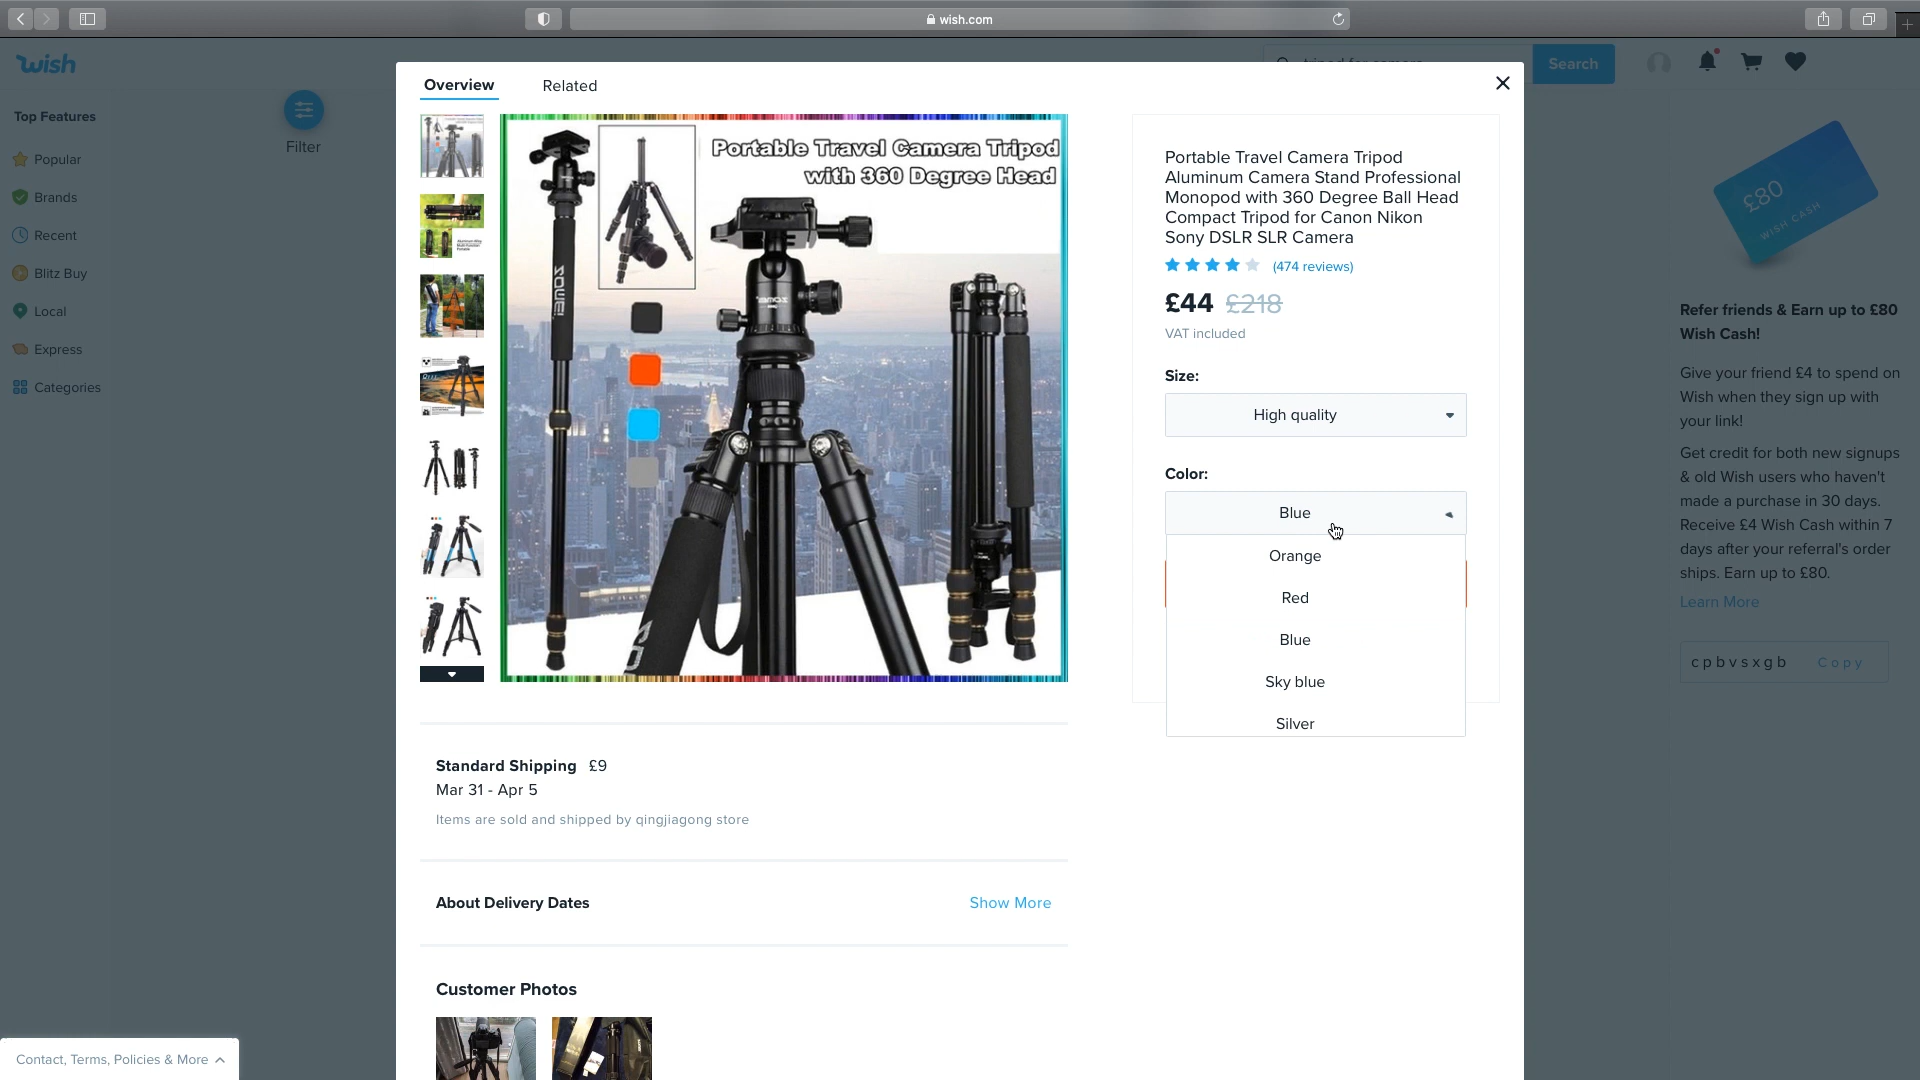 wish.com
wish
Search
Top Features
Popular
Brands
Recent
Blitz Buy
Local
Express
Categories
Filter
Overview
Related
Portable Travel Camera Tripod
with 360 Degree Head
ZOMEI
Portable Travel Camera Tripod
Aluminum Camera Stand Professional
Monopod with 360 Degree Ball Head
Compact Tripod for Canon Nikon
Sony DSLR SLR Camera
(474 reviews)
£44 £218
VAT included
Size:
High quality
Color:
Blue
Orange
Red
Blue
Sky blue
Silver
Standard Shipping £9
Mar 31 - Apr 5
Items are sold and shipped by qingjiagong store
About Delivery Dates
Show More
Customer Photos
£80
WISH CASH
Refer friends & Earn up to £80
Wish Cash!
Give your friend £4 to spend on
Wish when they sign up with
your link!
Get credit for both new signups
& old Wish users who haven't
made a purchase in 30 days.
Receive £4 Wish Cash within 7
days after your referral's order
ships. Earn up to £80.
Learn More
cpbvsxgb Copy
Contact, Terms, Policies & More